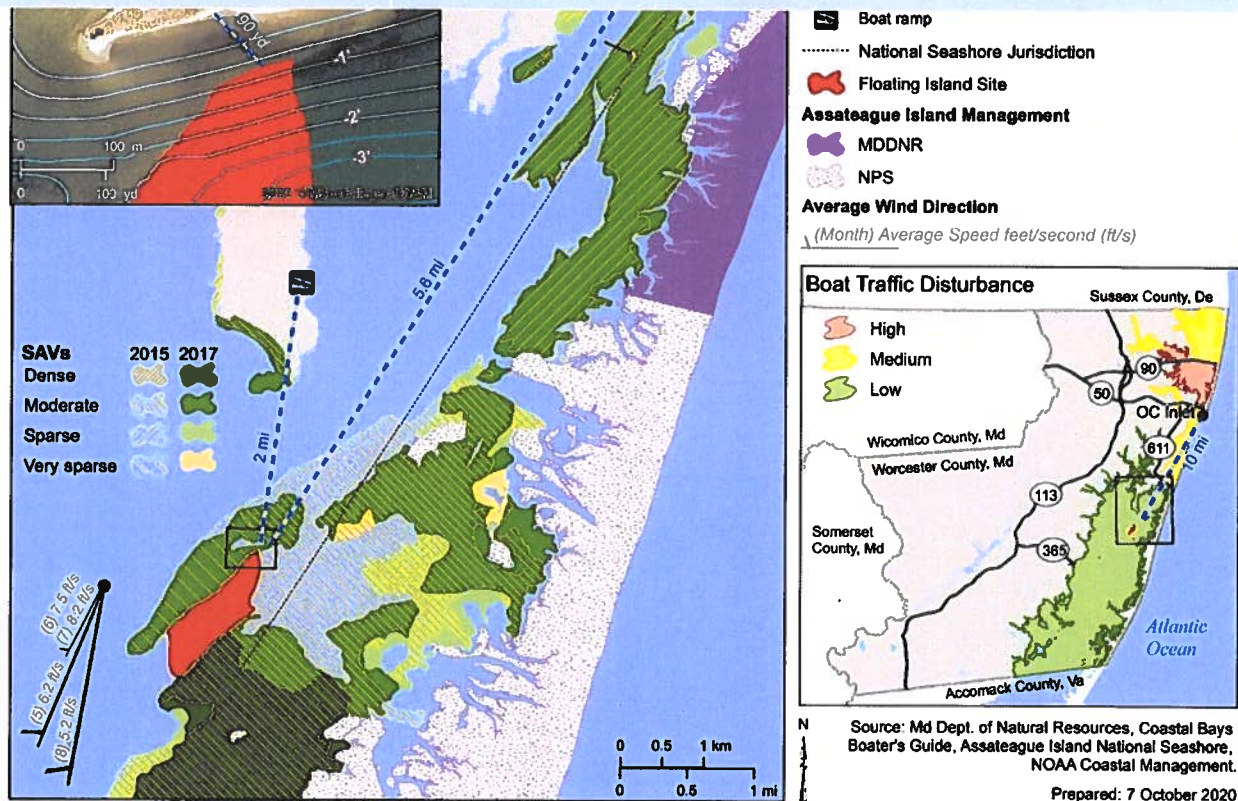 90 yd
-1'
-2'
-3'
0 100 m
0 100 yd
5.6 mi
2 mi
SAVs 2015 2017
Dense
Moderate
Sparse
Very sparse
(6) 7.5 ft/s
(7) 8.2 ft/s
(5) 6.2 ft/s
(8) 5.2 ft/s
0 0.5 1 km
0 0.5 1 mi
Boat ramp
National Seashore Jurisdiction
Floating Island Site
Assateague Island Management
MDDNR
NPS
Average Wind Direction
(Month) Average Speed feet/second (ft/s)
Boat Traffic Disturbance
Sussex County, De
High
Medium
Low
90
50
OC Inlet
611
10 mi
Wicomico County, Md
Worcester County, Md
113
Somerset
County, Md
365
Atlantic
Ocean
Accomack County, Va
N
Source: Md Dept. of Natural Resources, Coastal Bays
Boater's Guide, Assateague Island National Seashore,
NOAA Coastal Management.
Prepared: 7 October 2020